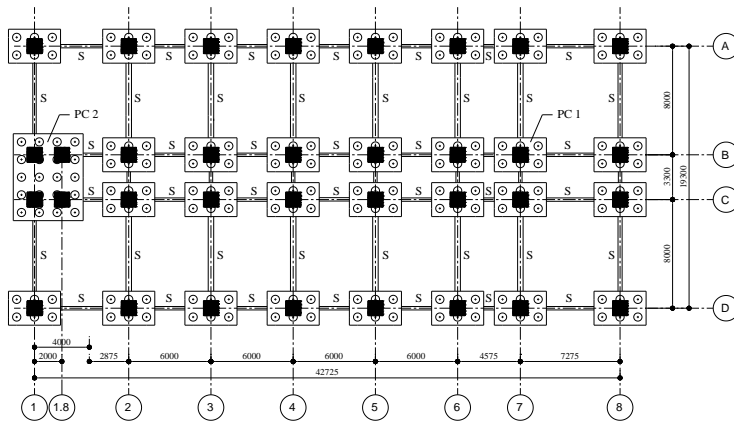 A
S S S S S S S
S S S S S S S S
8000
PC 2
PC 1
S S S S S S S
B
3300
19300
S S S S S S S
C
S S S S S S S S
8000
S S S S S S S
D
4000
2000 2875 6000 6000 6000 6000 4575 7275
42725
1 1.8 2 3 4 5 6 7 8